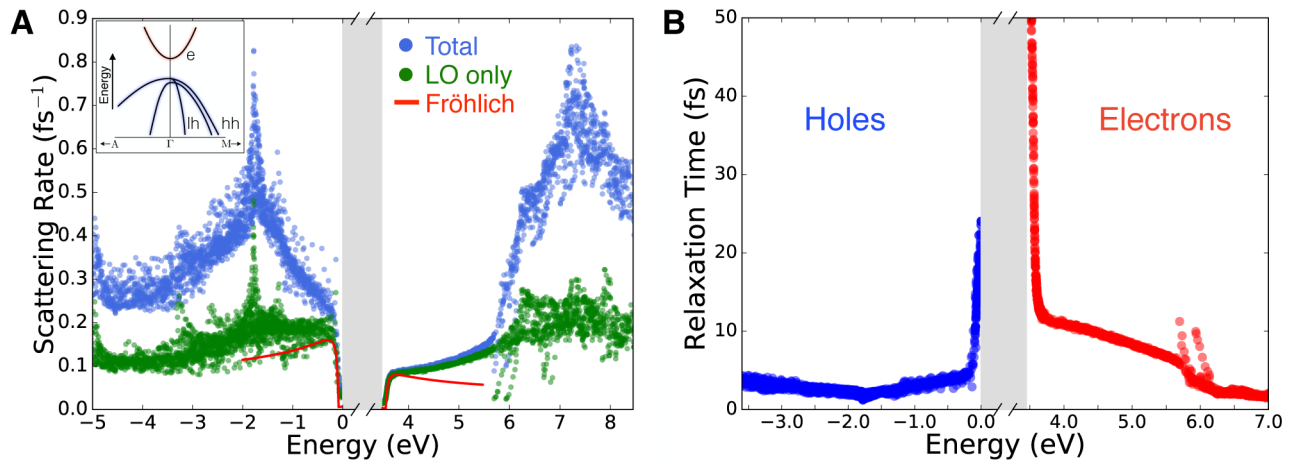 A
Scattering Rate (fs⁻¹)
0.9
0.8
0.7
0.6
0.5
0.4
0.3
0.2
0.1
0.0
Energy
e
lh
hh
←A
Γ
M→
Total
LO only
Fröhlich
−5 −4 −3 −2 −1 0 4 5 6 7 8
Energy (eV)
B
Relaxation Time (fs)
50
40
30
20
10
0
Holes
Electrons
−3.0 −2.0 −1.0 0.0 4.0 5.0 6.0 7.0
Energy (eV)